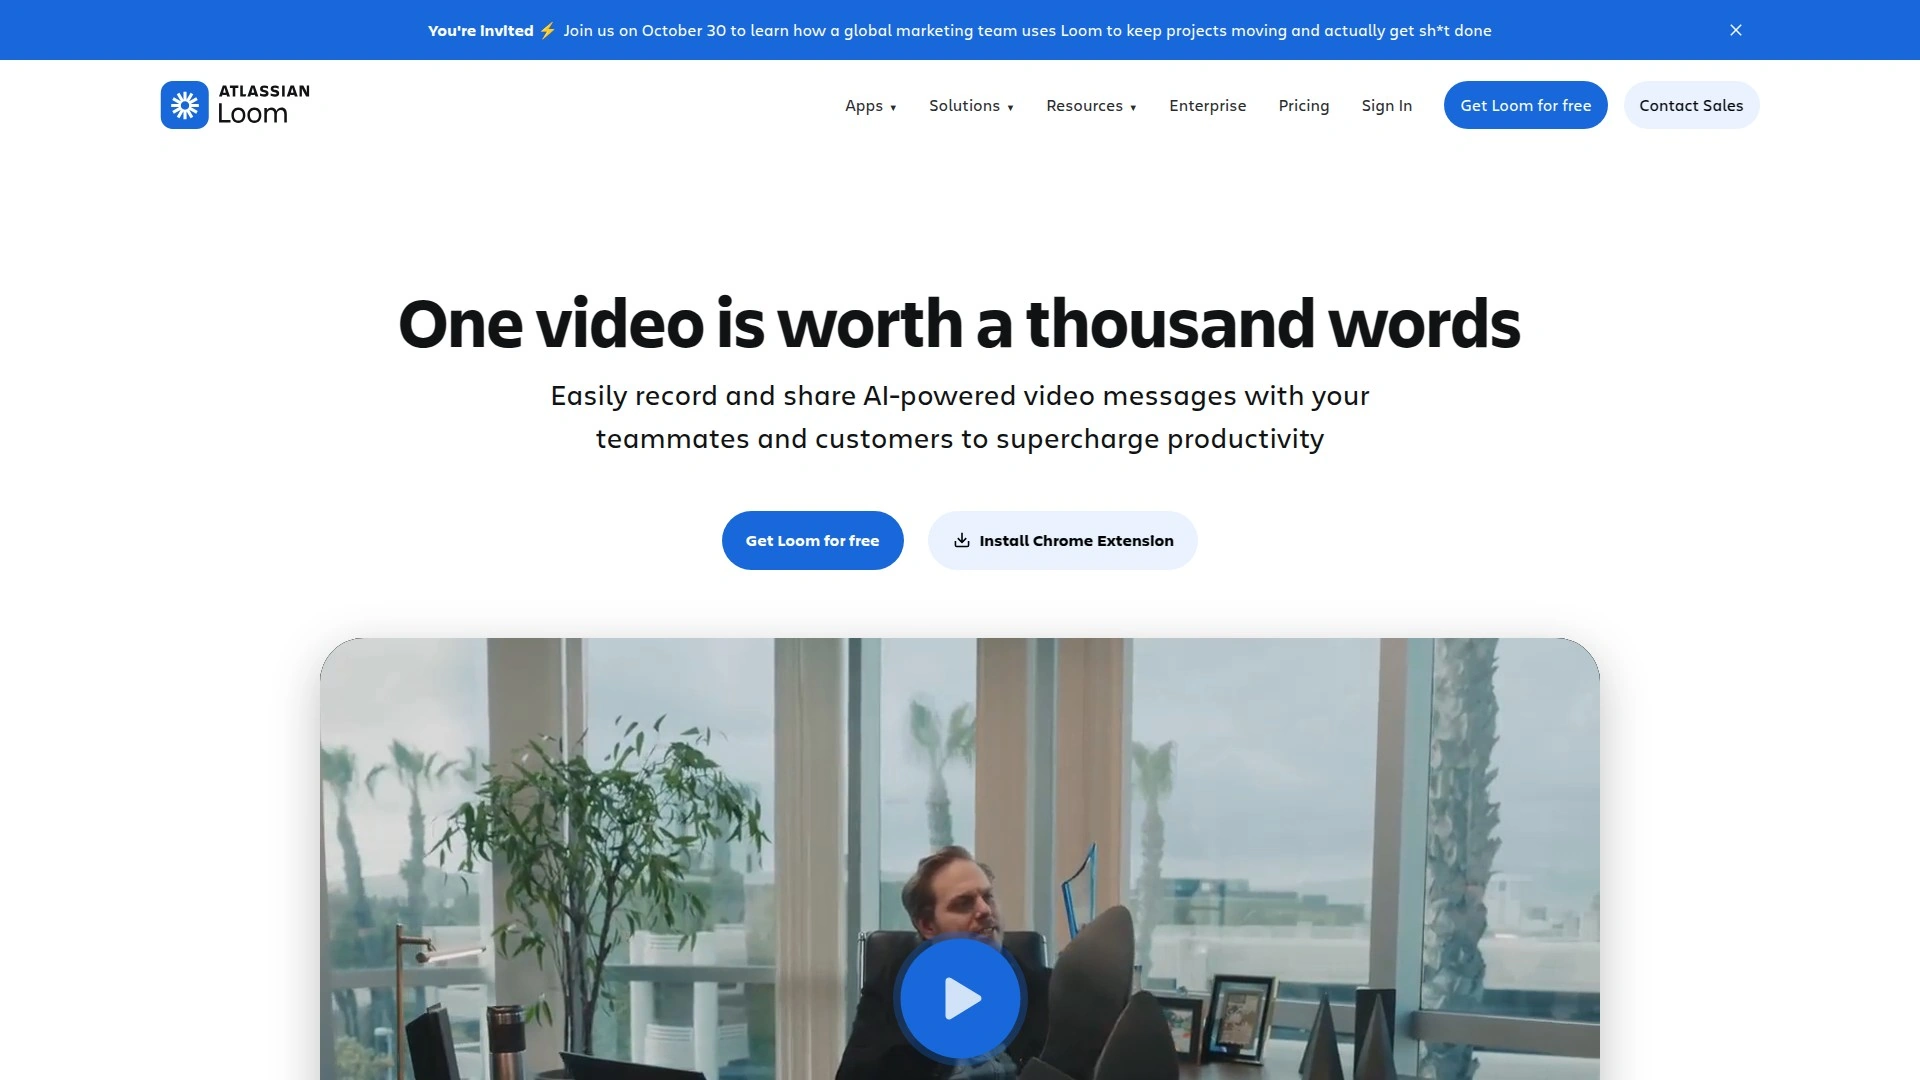 You're invited ⚡ Join us on October 30 to learn how a global marketing team uses Loom to keep projects moving and actually get sh*t done
ATLASSIAN
Loom
Apps ▾ Solutions ▾ Resources ▾ Enterprise Pricing Sign In Get Loom for free Contact Sales
One video is worth a thousand words
Easily record and share AI-powered video messages with your
teammates and customers to supercharge productivity
Get Loom for free Install Chrome Extension